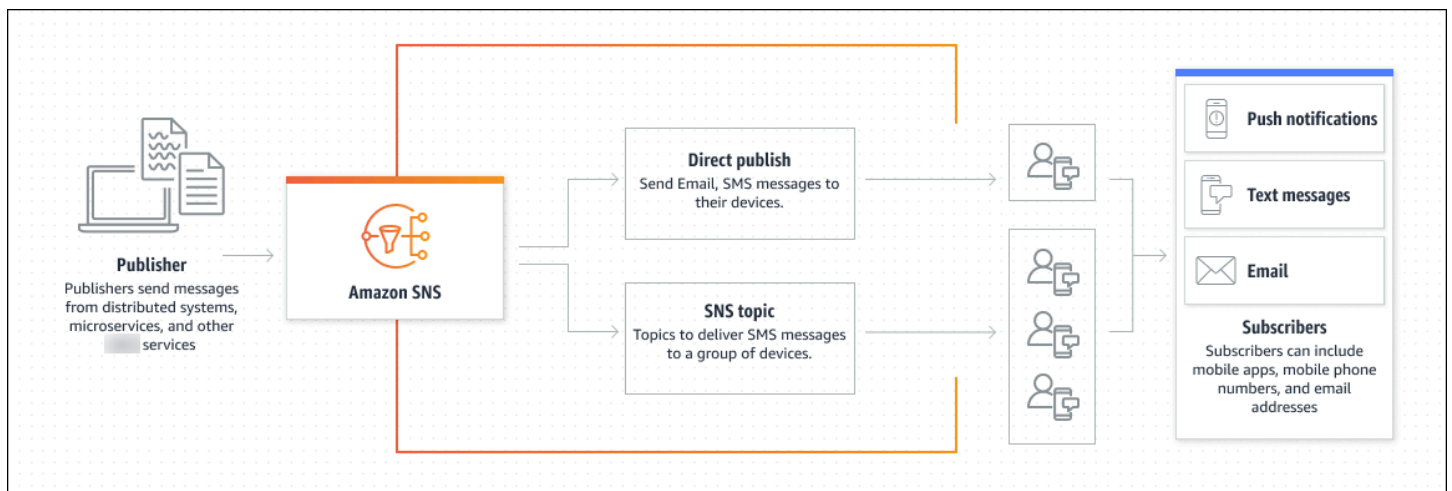 Publisher
Publishers send messages
from distributed systems,
microservices, and other
services
Amazon SNS
Direct publish
Send Email, SMS messages to
their devices.
SNS topic
Topics to deliver SMS messages
to a group of devices.
Push notifications
Text messages
Email
Subscribers
Subscribers can include
mobile apps, mobile phone
numbers, and email
addresses